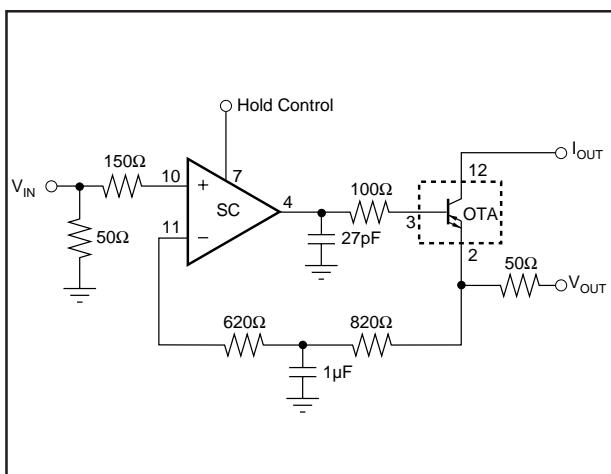 Hold Control
150Ω
V_IN
10
+
7
SC
4
100Ω
I_OUT
12
OTA
3
11
−
50Ω
27pF
2
50Ω
V_OUT
620Ω
820Ω
1µF